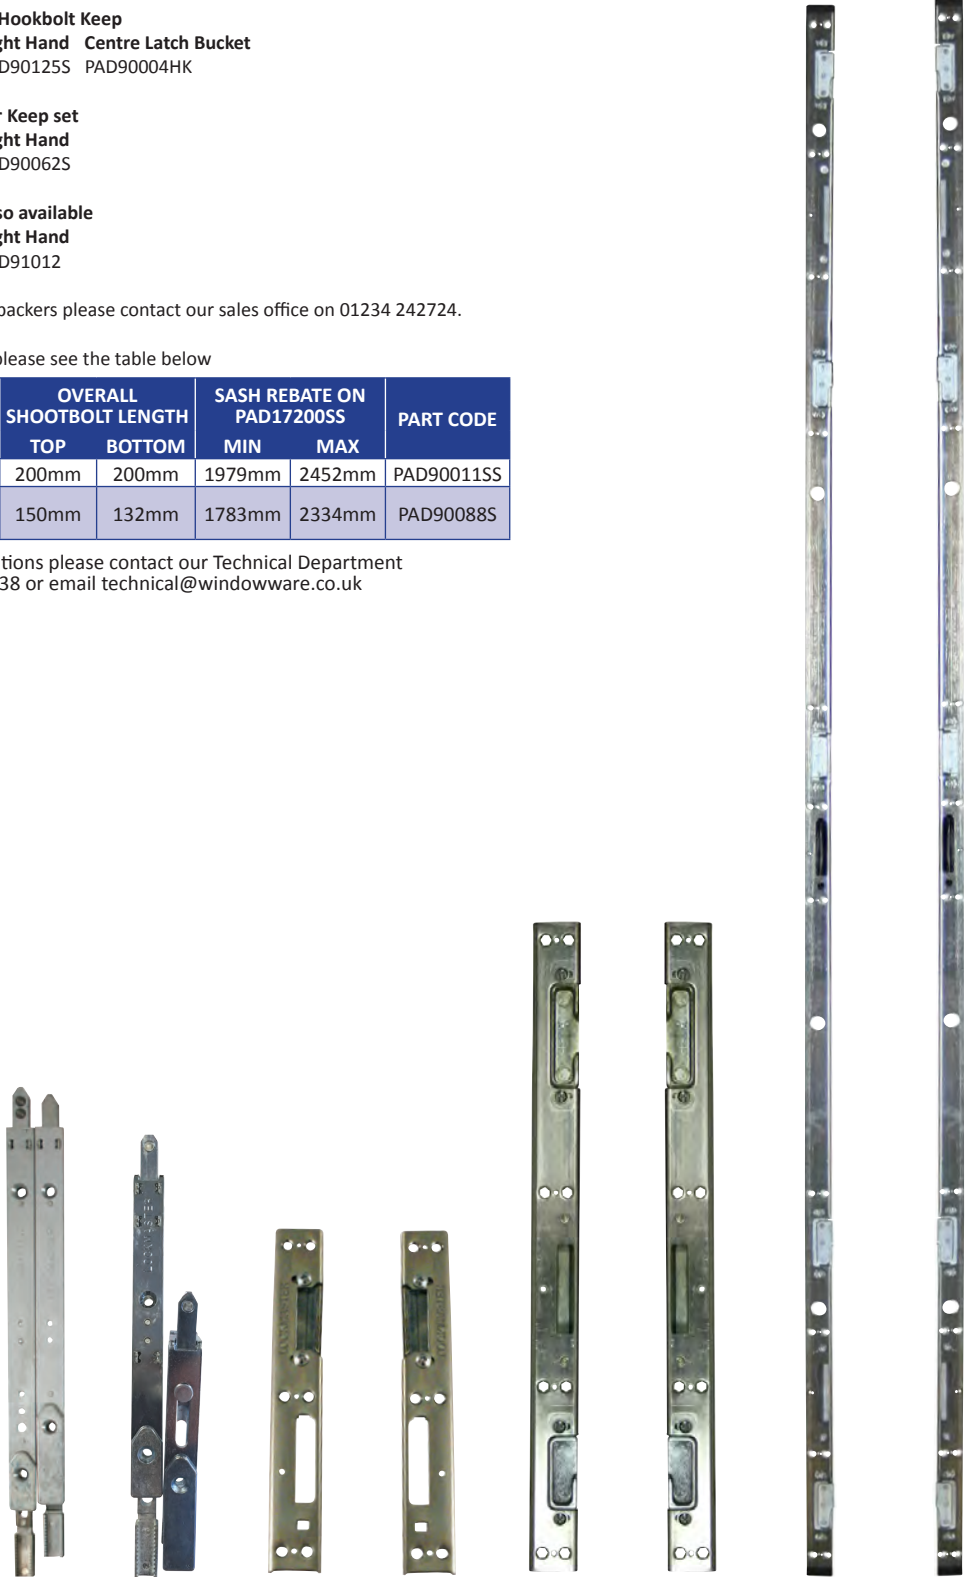 Hookbolt Keep
ght Hand Centre Latch Bucket
D90125S PAD90004HK
r Keep set
ght Hand
D90062S
so available
ght Hand
D91012
packers please contact our sales office on 01234 242724.
please see the table below
OVERALL SHOOTBOLT LENGTH SASH REBATE ON PAD17200SS PART CODE
TOP BOTTOM MIN MAX
200mm 200mm 1979mm 2452mm PAD90011SS
150mm 132mm 1783mm 2334mm PAD90088S
tions please contact our Technical Department
38 or email technical@windowware.co.uk
LOCKMASTER